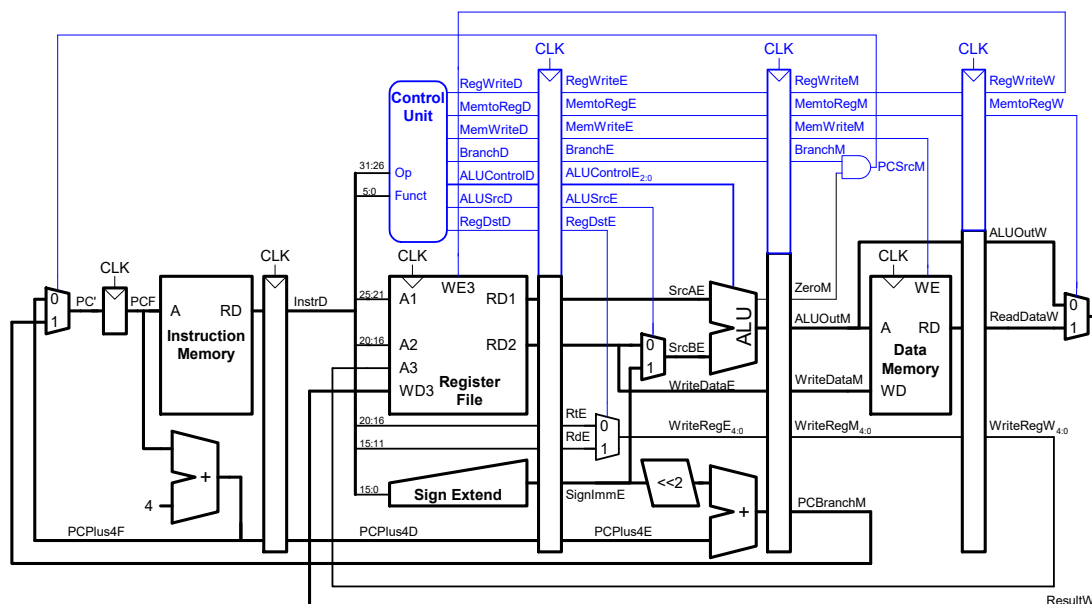 CLK CLK CLK
Control Unit
RegWriteD RegWriteE RegWriteM RegWriteW
MemtoRegD MemtoRegE MemtoRegM MemtoRegW
MemWriteD MemWriteE MemWriteM
BranchD BranchE BranchM
PCSrcM
31:26 Op
ALUControlD ALUControlE2:0
5:0 Funct
ALUSrcD ALUSrcE
RegDstD RegDstE
ALUOutW
CLK CLK CLK CLK
0 PC' PCF
1
A RD
Instruction Memory
InstrD
25:21 A1 WE3 RD1
SrcAE
ALU
ZeroM
WE
0
1
ALUOutM
A RD
ReadDataW
20:16 A2 RD2
0 SrcBE
1
Data Memory
A3
WD3
Register File
WriteDataE WriteDataM
WD
20:16 RtE 0
15:11 RdE 1
WriteRegE4:0 WriteRegM4:0 WriteRegW4:0
+
4
15:0 Sign Extend
SignImmE
<<2
+
PCBranchM
PCPlus4F PCPlus4D PCPlus4E
ResultW